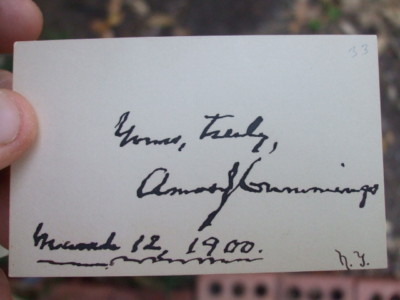 33
Yours, truly,
Amos J Cummings
March 12, 1900.
N.Y.